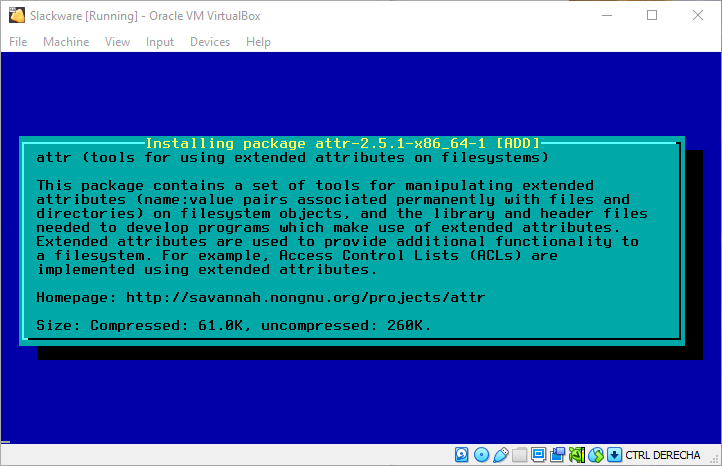 Slackware [Running] - Oracle VM VirtualBox
File Machine View Input Devices Help
Installing package attr-2.5.1-x86_64-1 [ADD]
attr (tools for using extended attributes on filesystems)
This package contains a set of tools for manipulating extended
attributes (name:value pairs associated permanently with files and
directories) on filesystem objects, and the library and header files
needed to develop programs which make use of extended attributes.
Extended attributes are used to provide additional functionality to
a filesystem. For example, Access Control Lists (ACLs) are
implemented using extended attributes.
Homepage: http://savannah.nongnu.org/projects/attr
Size: Compressed: 61.0K, uncompressed: 260K.
CTRL DERECHA